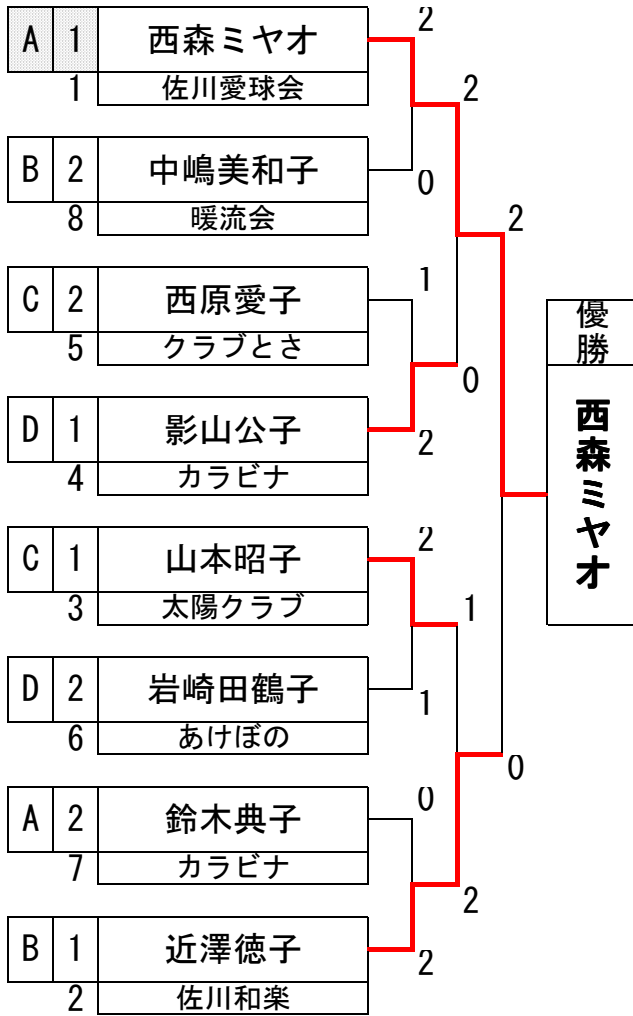 A 1 西森ミヤオ 2
1 佐川愛球会 2
B 2 中嶋美和子 0
8 暖流会 2
C 2 西原愛子 1
5 クラブとさ 0
D 1 影山公子 2
4 カラビナ
優勝
西森ミヤオ
C 1 山本昭子 2
3 太陽クラブ 1
D 2 岩崎田鶴子 1
6 あけぼの 0
A 2 鈴木典子 0
7 カラビナ 2
B 1 近澤徳子 2
2 佐川和楽